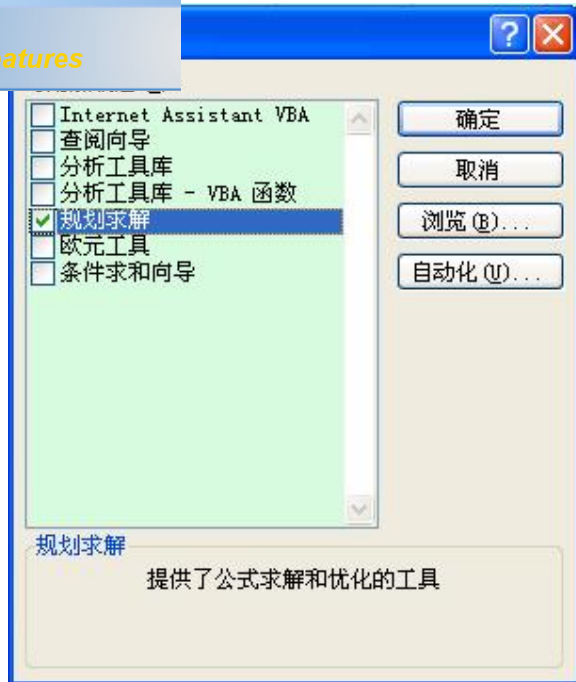 atures
Internet Assistant VBA
查阅向导
分析工具库
分析工具库 - VBA 函数
规划求解
欧元工具
条件求和向导
确定
取消
浏览(B)...
自动化(U)...
规划求解
提供了公式求解和优化的工具